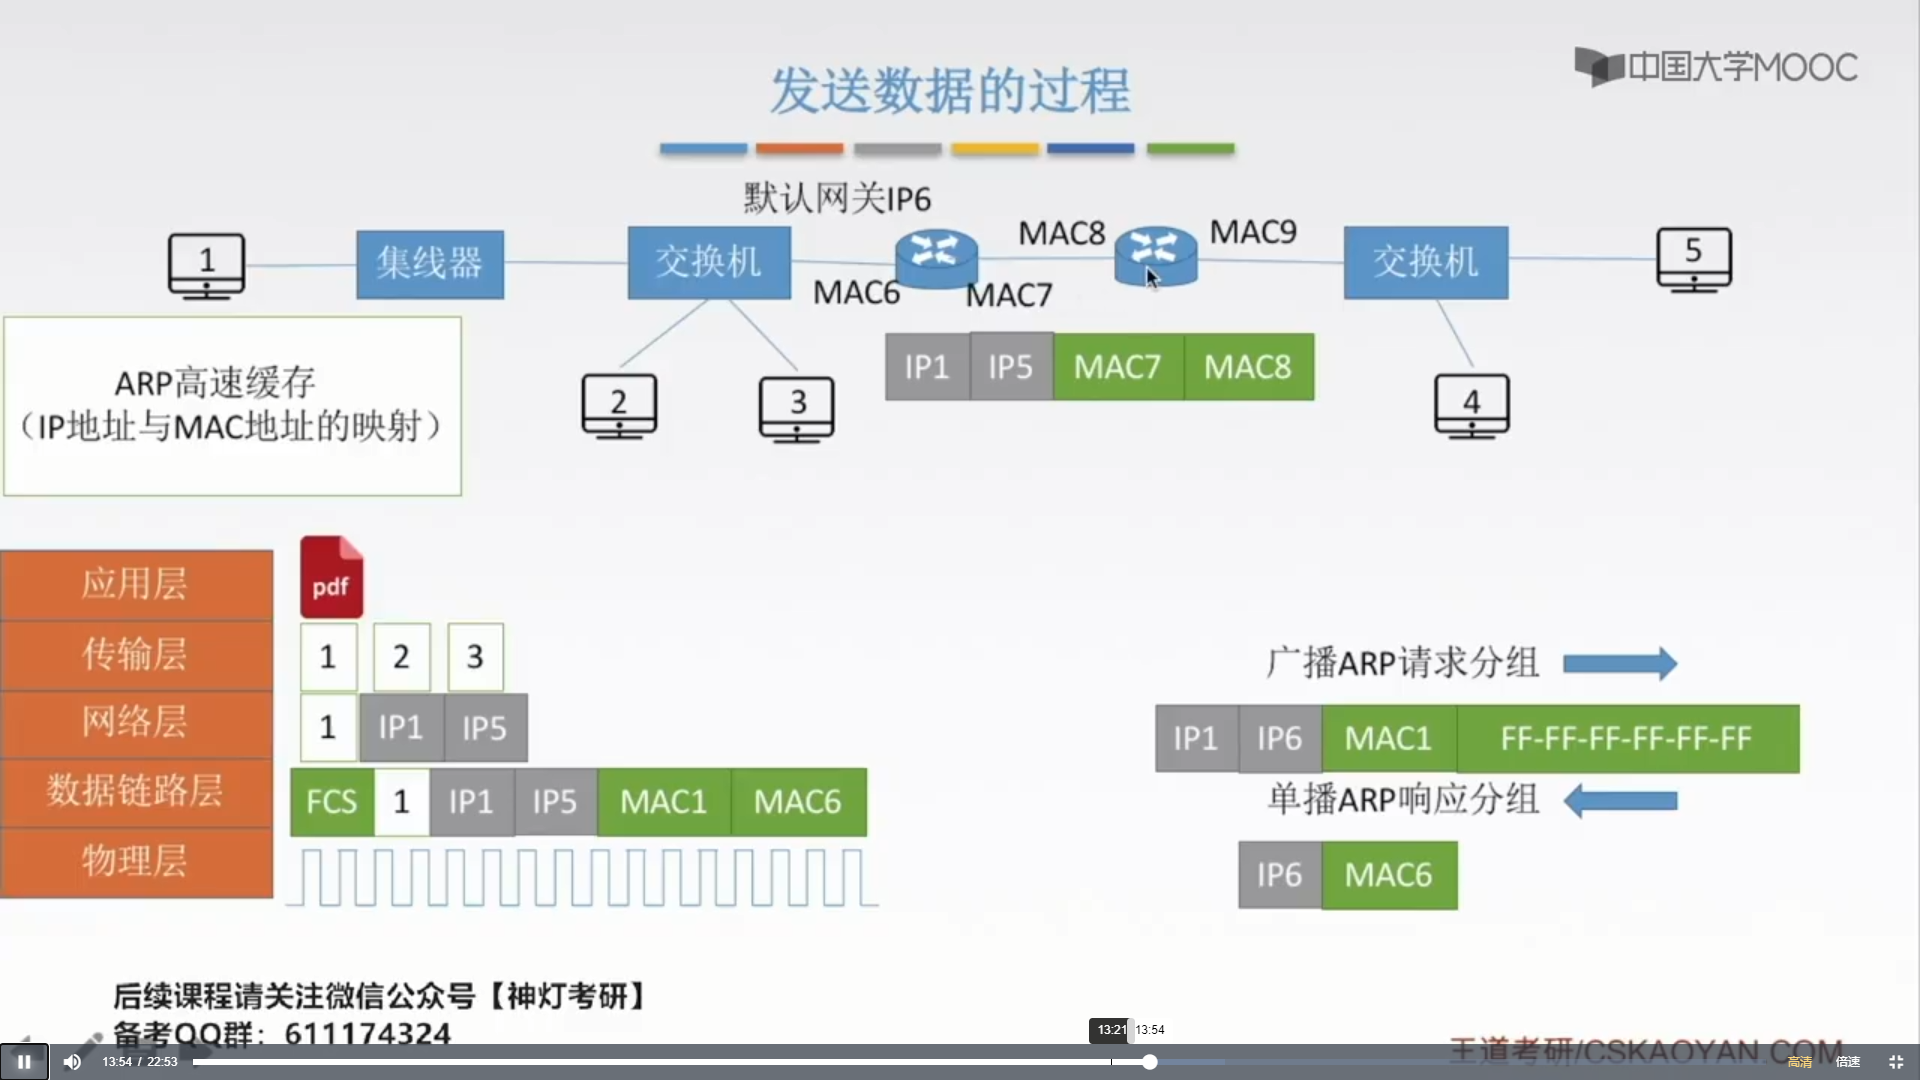 中国大学MOOC
发送数据的过程
默认网关IP6
MAC8
MAC9
1
集线器
交换机
交换机
5
MAC6
MAC7
IP1 IP5 MAC7 MAC8
ARP高速缓存
（IP地址与MAC地址的映射）
2
3
4
应用层
pdf
传输层
1 2 3
网络层
1 IP1 IP5
数据链路层
FCS 1 IP1 IP5 MAC1 MAC6
物理层
广播ARP请求分组
IP1 IP6 MAC1 FF-FF-FF-FF-FF-FF
单播ARP响应分组
IP6 MAC6
后续课程请关注微信公众号【神灯考研】
备考QQ群：611174324
13:21
13:54
王道考研/CSKAOYAN.COM
13:54 / 22:53
高清
倍速